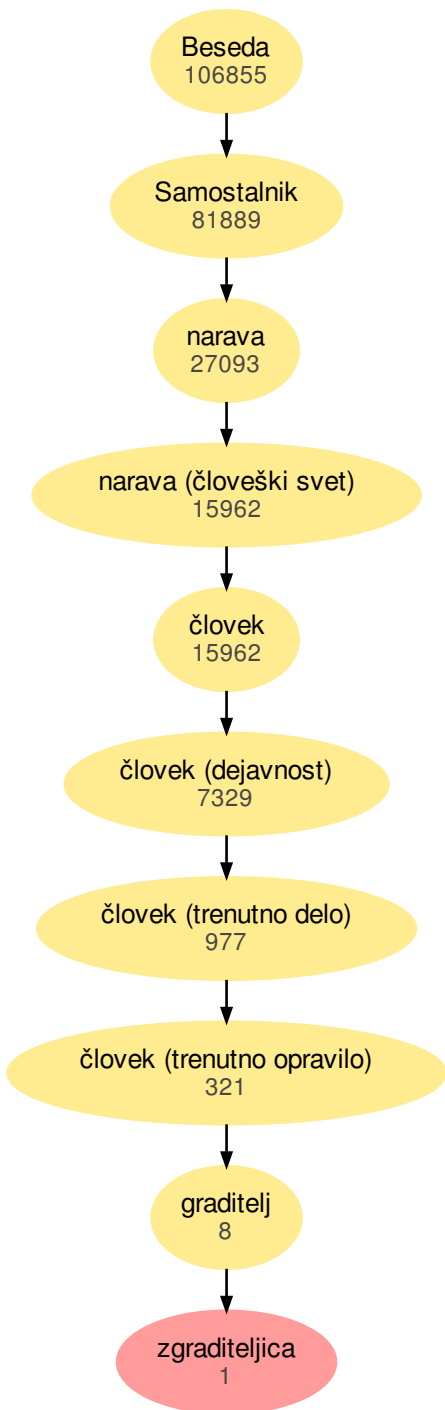 Beseda
106855
Samostalnik
81889
narava
27093
narava (človeški svet)
15962
človek
15962
človek (dejavnost)
7329
človek (trenutno delo)
977
človek (trenutno opravilo)
321
graditelj
8
zgraditeljica
1